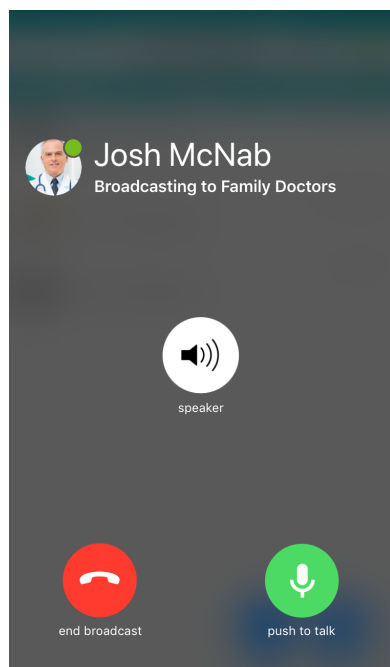 Josh McNab
Broadcasting to Family Doctors
speaker
end broadcast
push to talk